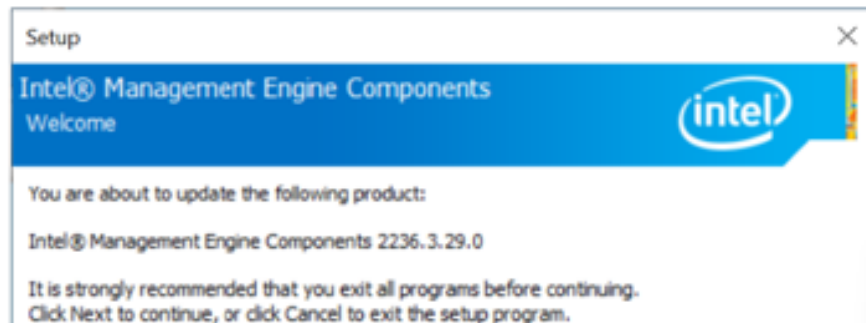 Setup
Intel® Management Engine Components
Welcome
intel
You are about to update the following product:
Intel® Management Engine Components 2236.3.29.0
It is strongly recommended that you exit all programs before continuing.
Click Next to continue, or click Cancel to exit the setup program.